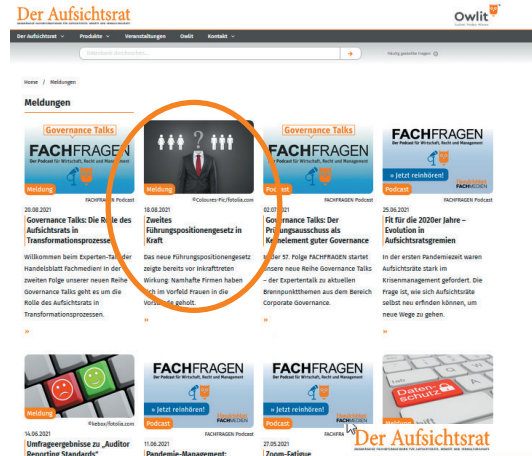 Der Aufsichtsrat
Owlit
Der Aufsichtsrat Produkte Veranstaltungen Owlit Kontakt
Häufig gestellte Fragen
Home / Meldungen
Meldungen
Governance Talks
FACHFRAGEN
Der Podcast für Wirtschaft, Recht und Management
Meldung
FACHFRAGEN Podcast
20.08.2021
Governance Talks: Die Rolle des
Aufsichtsrats in
Transformationsprozessen
Willkommen beim Experten-Talk der
Handelsblatt Fachmedien! In der
zweiten Folge unserer neuen Reihe
Governance Talks geht es um die
Rolle des Aufsichtsrats in
Transformationsprozessen.
»
?
Meldung
©Coloures-Pic/fotolia.com
18.08.2021
Zweites
Führungspositionengesetz in
Kraft
Das neue Führungspositionengesetz
zeigte bereits vor Inkrafttreten
Wirkung: Namhafte Firmen haben
sich im Vorfeld Frauen in die
Vorstände geholt.
»
Governance Talks
FACHFRAGEN
Der Podcast für Wirtschaft, Recht und Management
Podcast
FACHFRAGEN Podcast
02.07.2021
Governance Talks: Der
Prüfungsausschuss als
Kernelement guter Governance
In der 57. Folge FACHFRAGEN startet
unsere neue Reihe Governance Talks
– der Expertentalk zu aktuellen
Brennpunktthemen aus dem Bereich
Corporate Governance.
»
FACHFRAGEN
Der Podcast für Wirtschaft, Recht und Management
» Jetzt reinhören!
Podcast
FACHMEDIEN
FACHFRAGEN Podcast
25.06.2021
Fit für die 2020er Jahre –
Evolution in
Aufsichtsratsgremien
In der ersten Pandemiezeit waren
Aufsichtsräte stark im
Krisenmanagement gefordert. Die
Frage ist, wie sich Aufsichtsräte
selbst neu erfinden können, um
neue Wege zu gehen.
»
Meldung
©kebox/fotolia.com
14.06.2021
Umfrageergebnisse zu „Auditor
Reporting Standards“
FACHFRAGEN
Der Podcast für Wirtschaft, Recht und Management
» Jetzt reinhören!
Podcast
FACHMEDIEN
FACHFRAGEN Podcast
11.06.2021
Pandemie-Management:
FACHFRAGEN
Der Podcast für Wirtschaft, Recht und Management
» Jetzt reinhören!
Podcast
FACHMEDIEN
FACHFRA
27.05.2021
Zoom-Fatigue
Daten-
schutz
Der Aufsichtsrat